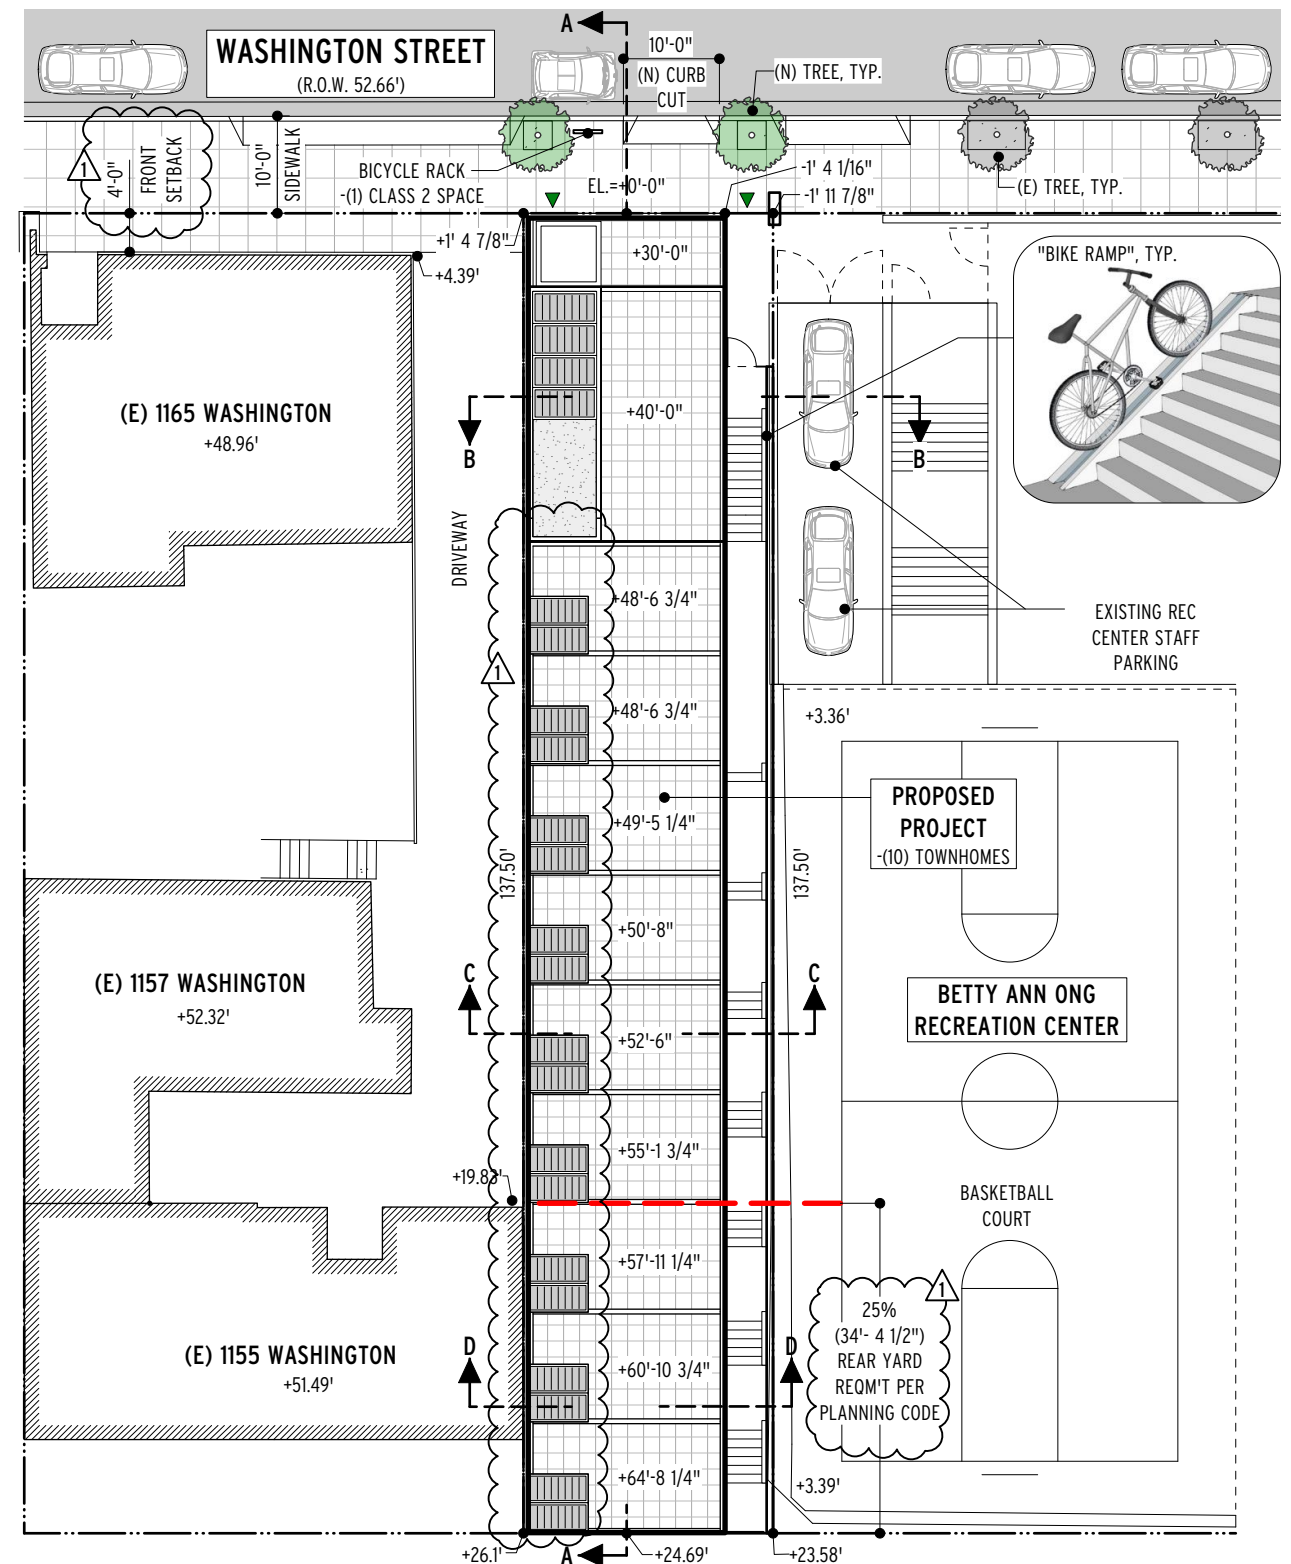 A
WASHINGTON STREET
(R.O.W. 52.66')
10'-0"
(N) CURB
CUT
(N) TREE, TYP.
1
4'-0"
FRONT
SETBACK
10'-0"
SIDEWALK
BICYCLE RACK
-(1) CLASS 2 SPACE
EL.=+0'-0"
-1' 4 1/16"
-1' 11 7/8"
(E) TREE, TYP.
+1' 4 7/8"
+4.39'
+30'-0"
"BIKE RAMP", TYP.
(E) 1165 WASHINGTON
+48.96'
+40'-0"
B
B
DRIVEWAY
+48'-6 3/4"
EXISTING REC
CENTER STAFF
PARKING
1
+48'-6 3/4"
+3.36'
PROPOSED
PROJECT
-(10) TOWNHOMES
+49'-5 1/4"
137.50'
137.50'
+50'-8"
(E) 1157 WASHINGTON
+52.32'
C
C
BETTY ANN ONG
RECREATION CENTER
+52'-6"
+55'-1 3/4"
+19.83'
BASKETBALL
COURT
+57'-11 1/4"
1
25%
(34'- 4 1/2")
REAR YARD
REQM'T PER
PLANNING CODE
(E) 1155 WASHINGTON
+51.49'
D
D
+60'-10 3/4"
+64'-8 1/4"
+3.39'
+26.1'
A
+24.69'
+23.58'